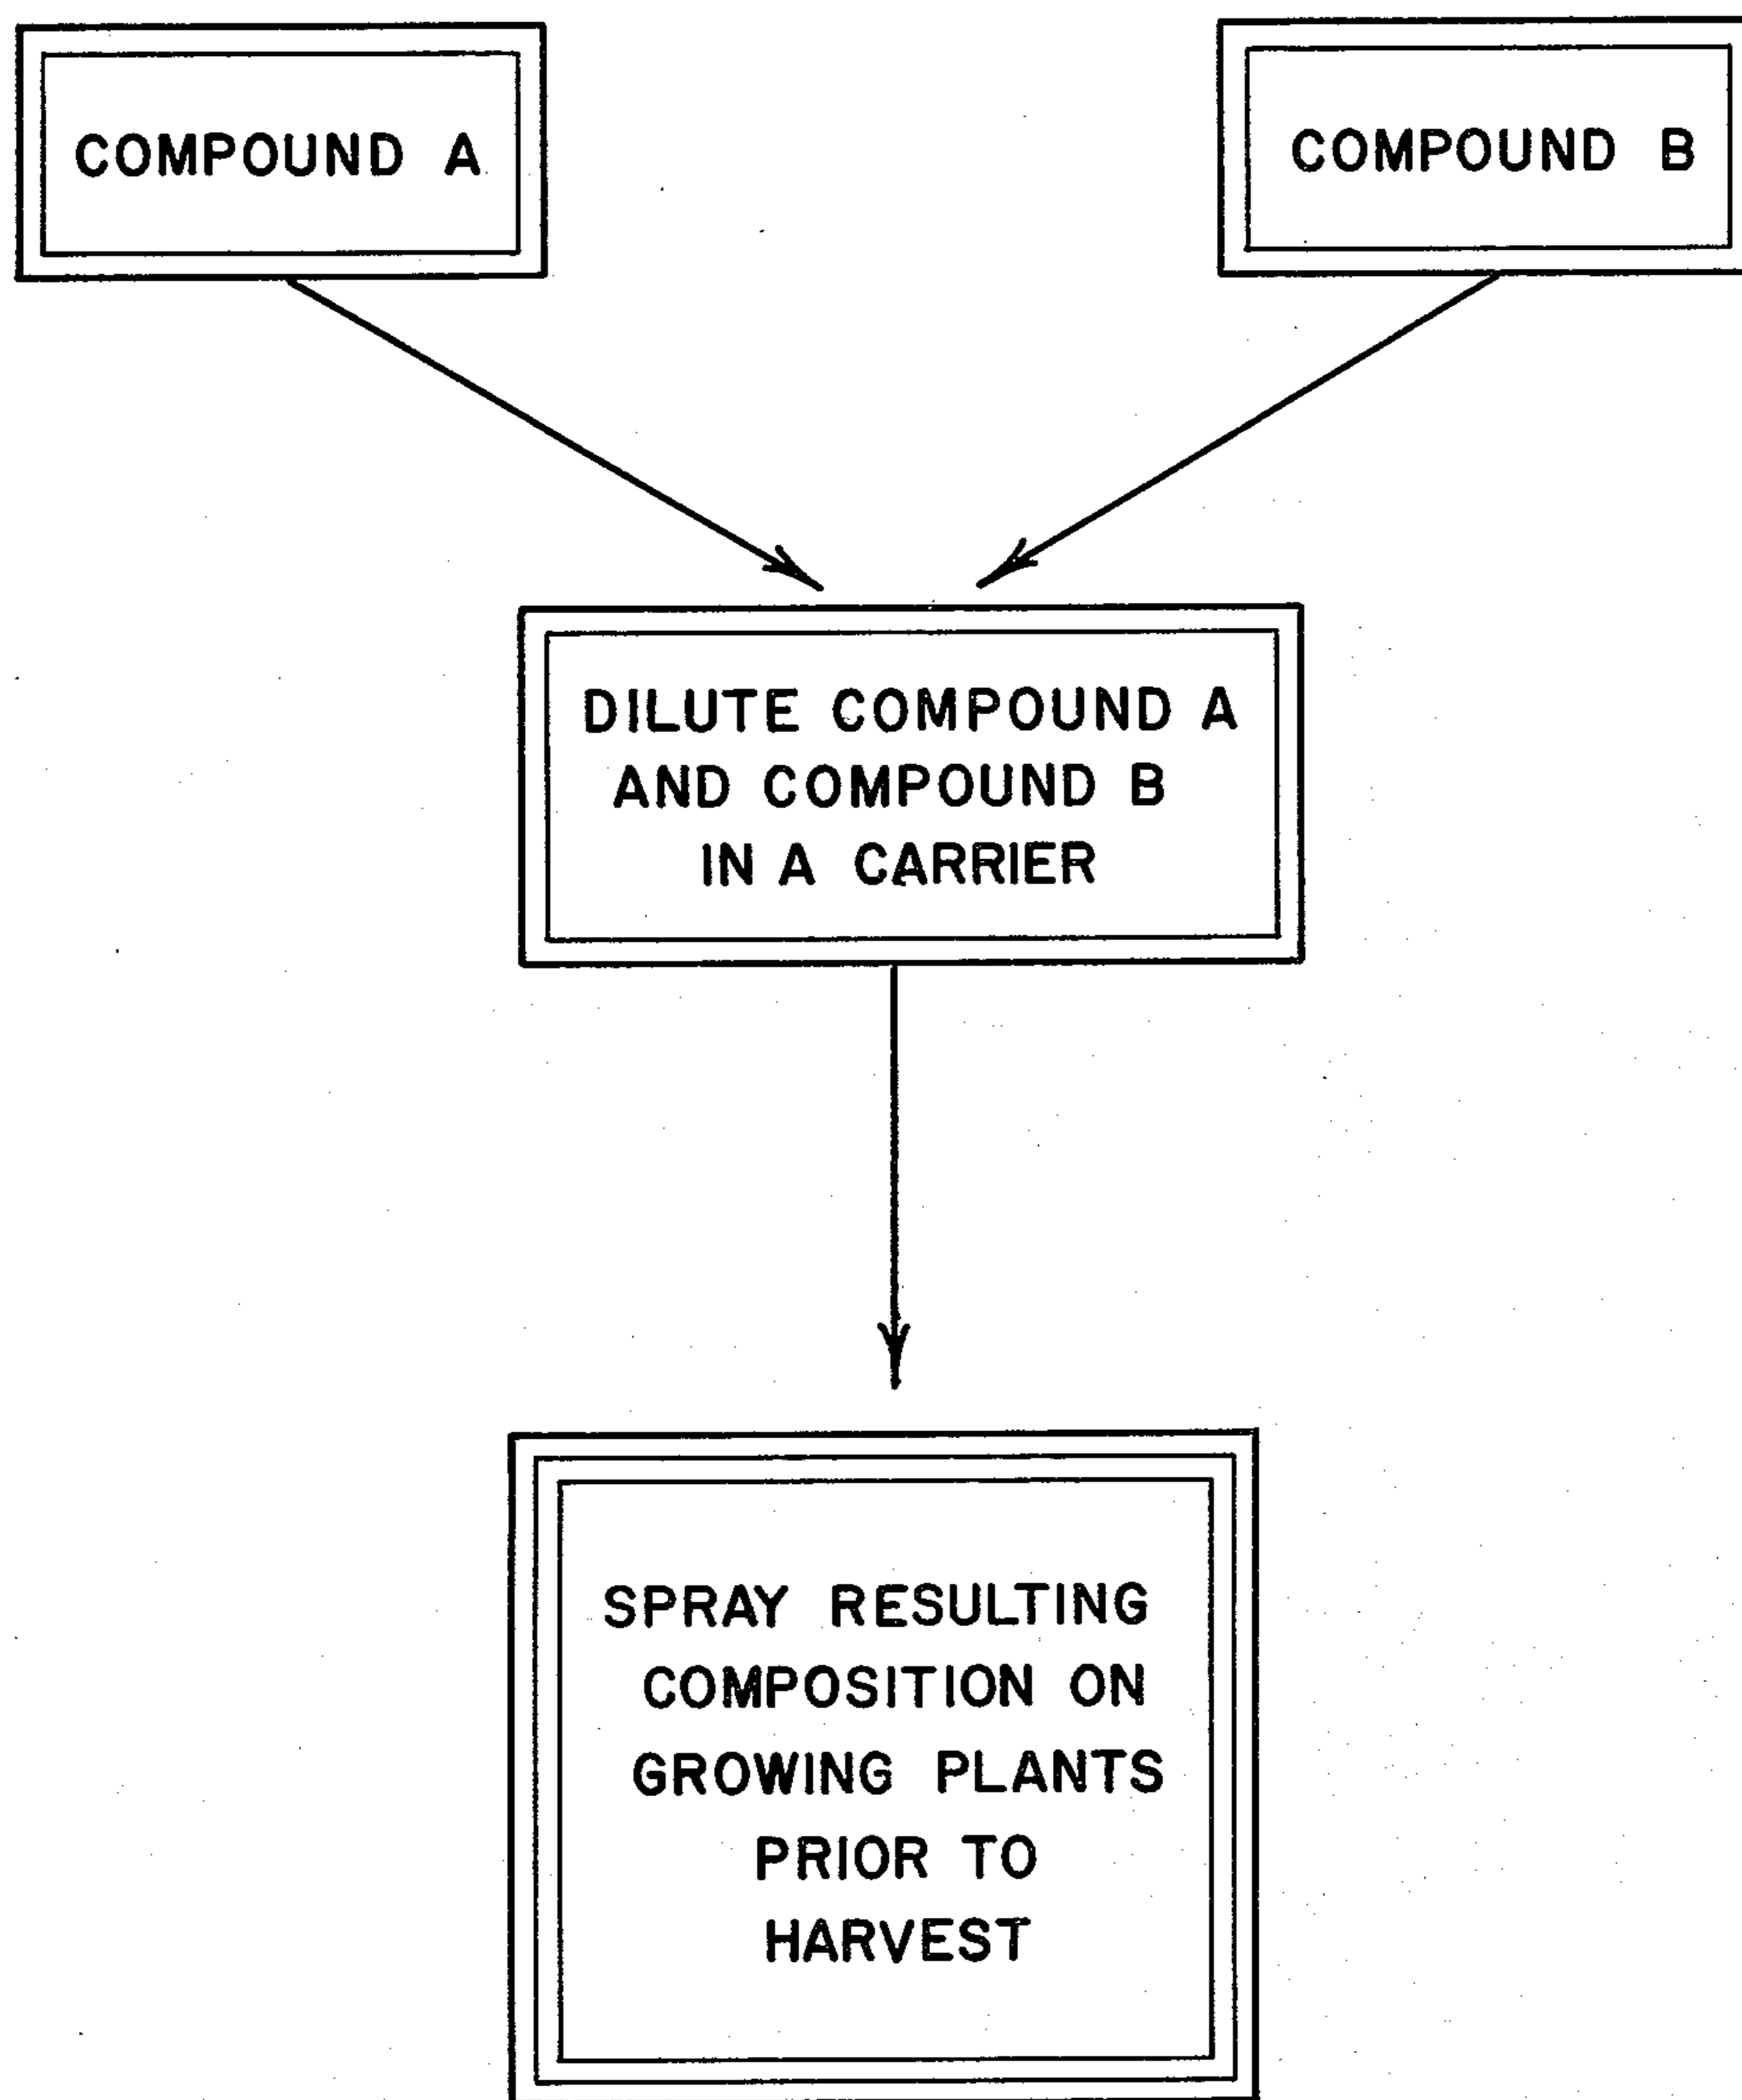 COMPOUND A
COMPOUND B
DILUTE COMPOUND A
AND COMPOUND B
IN A CARRIER
SPRAY RESULTING
COMPOSITION ON
GROWING PLANTS
PRIOR TO
HARVEST